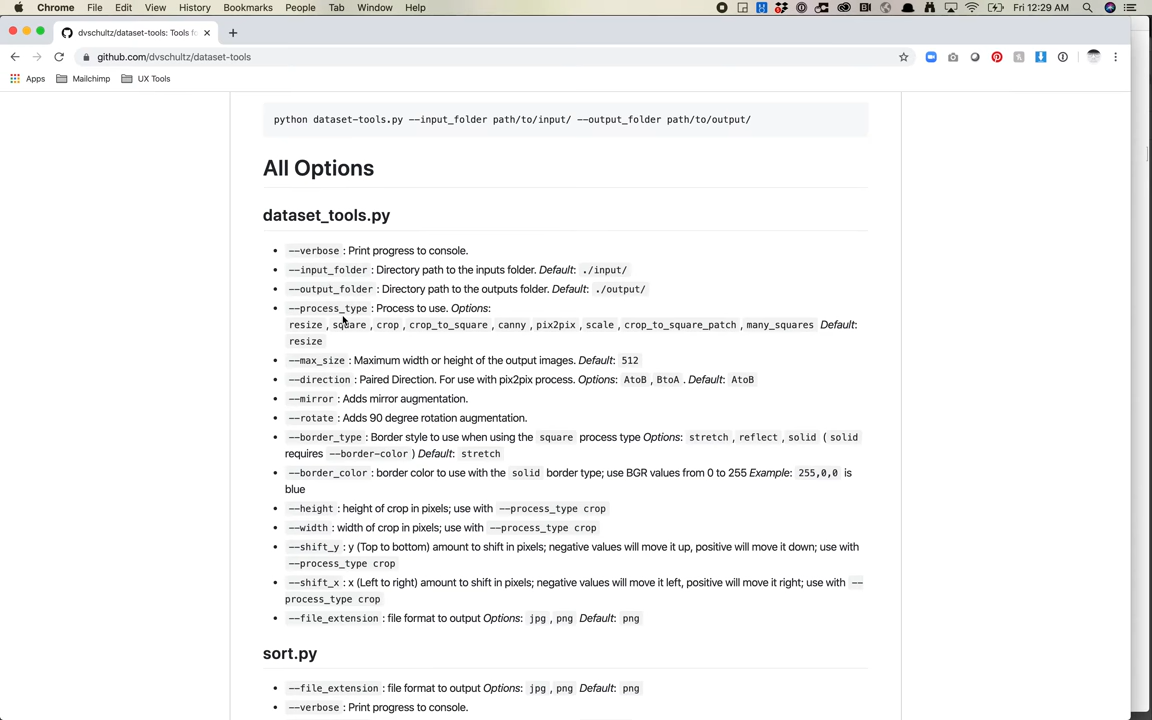 Chrome File Edit View History Bookmarks People Tab Window Help Fri 12:29 AM
dvschultz/dataset-tools: Tools fo
github.com/dvschultz/dataset-tools
Apps Mailchimp UX Tools
python dataset-tools.py --input_folder path/to/input/ --output_folder path/to/output/
All Options
dataset_tools.py
• --verbose : Print progress to console.
• --input_folder : Directory path to the inputs folder. Default: ./input/
• --output_folder : Directory path to the outputs folder. Default: ./output/
• --process_type : Process to use. Options:
resize , square , crop , crop_to_square , canny , pix2pix , scale , crop_to_square_patch , many_squares Default:
resize
• --max_size : Maximum width or height of the output images. Default: 512
• --direction : Paired Direction. For use with pix2pix process. Options: AtoB , BtoA . Default: AtoB
• --mirror : Adds mirror augmentation.
• --rotate : Adds 90 degree rotation augmentation.
• --border_type : Border style to use when using the square process type Options: stretch , reflect , solid ( solid
requires --border-color ) Default: stretch
• --border_color : border color to use with the solid border type; use BGR values from 0 to 255 Example: 255,0,0 is
blue
• --height : height of crop in pixels; use with --process_type crop
• --width : width of crop in pixels; use with --process_type crop
• --shift_y : y (Top to bottom) amount to shift in pixels; negative values will move it up, positive will move it down; use with
--process_type crop
• --shift_x : x (Left to right) amount to shift in pixels; negative values will move it left, positive will move it right; use with --
process_type crop
• --file_extension : file format to output Options: jpg , png Default: png
sort.py
• --file_extension : file format to output Options: jpg , png Default: png
• --verbose : Print progress to console.